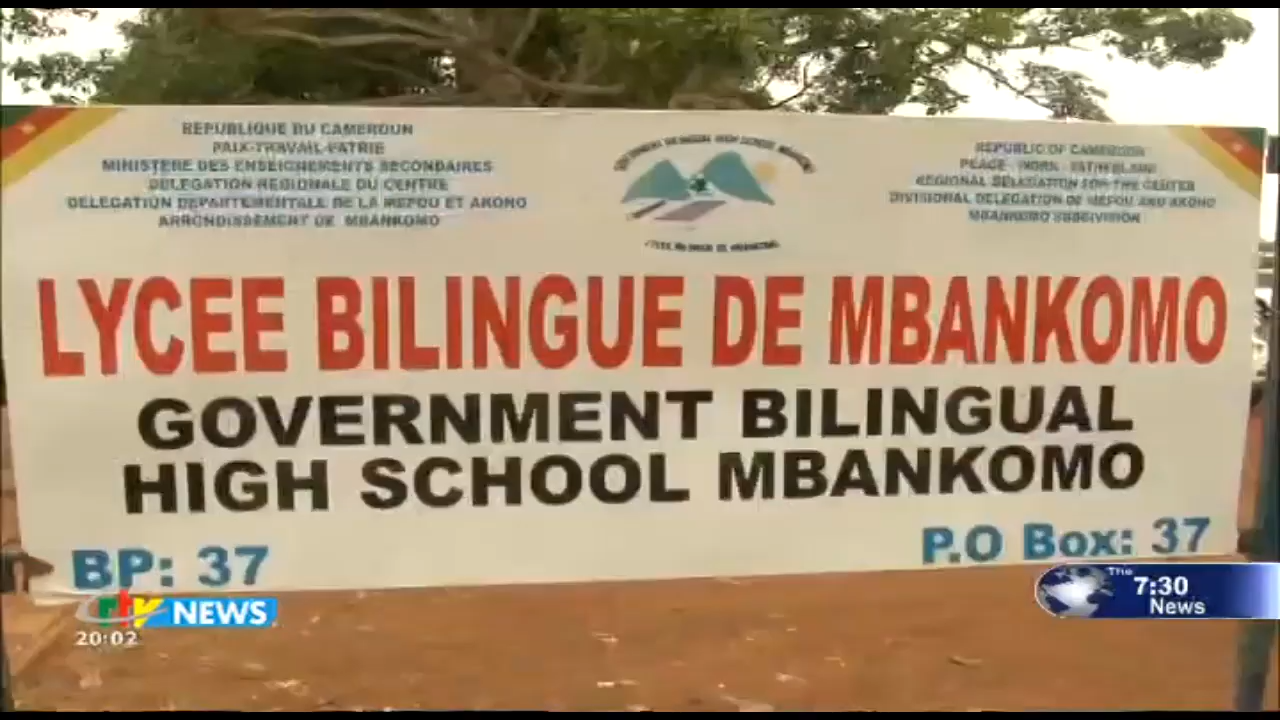 REPUBLIQUE DU CAMEROUN
PAIX-TRAVAIL-PATRIE
MINISTERE DES ENSEIGNEMENTS SECONDAIRES
DELEGATION REGIONALE DU CENTRE
DELEGATION DEPARTEMENTALE DE LA MEFOU ET AKONO
ARRONDISSEMENT DE MBANKOMO
REPUBLIC OF CAMEROON
PEACE - WORK - FATHERLAND
REGIONAL DELEGATION FOR THE CENTER
DIVISIONAL DELEGATION OF MEFOU AND AKONO
MBANKOMO SUBDIVISION
LYCEE BILINGUE DE MBANKOMO
GOVERNMENT BILINGUAL
HIGH SCHOOL MBANKOMO
BP: 37
P.O Box: 37
rtv NEWS
20:02
The 7:30
News